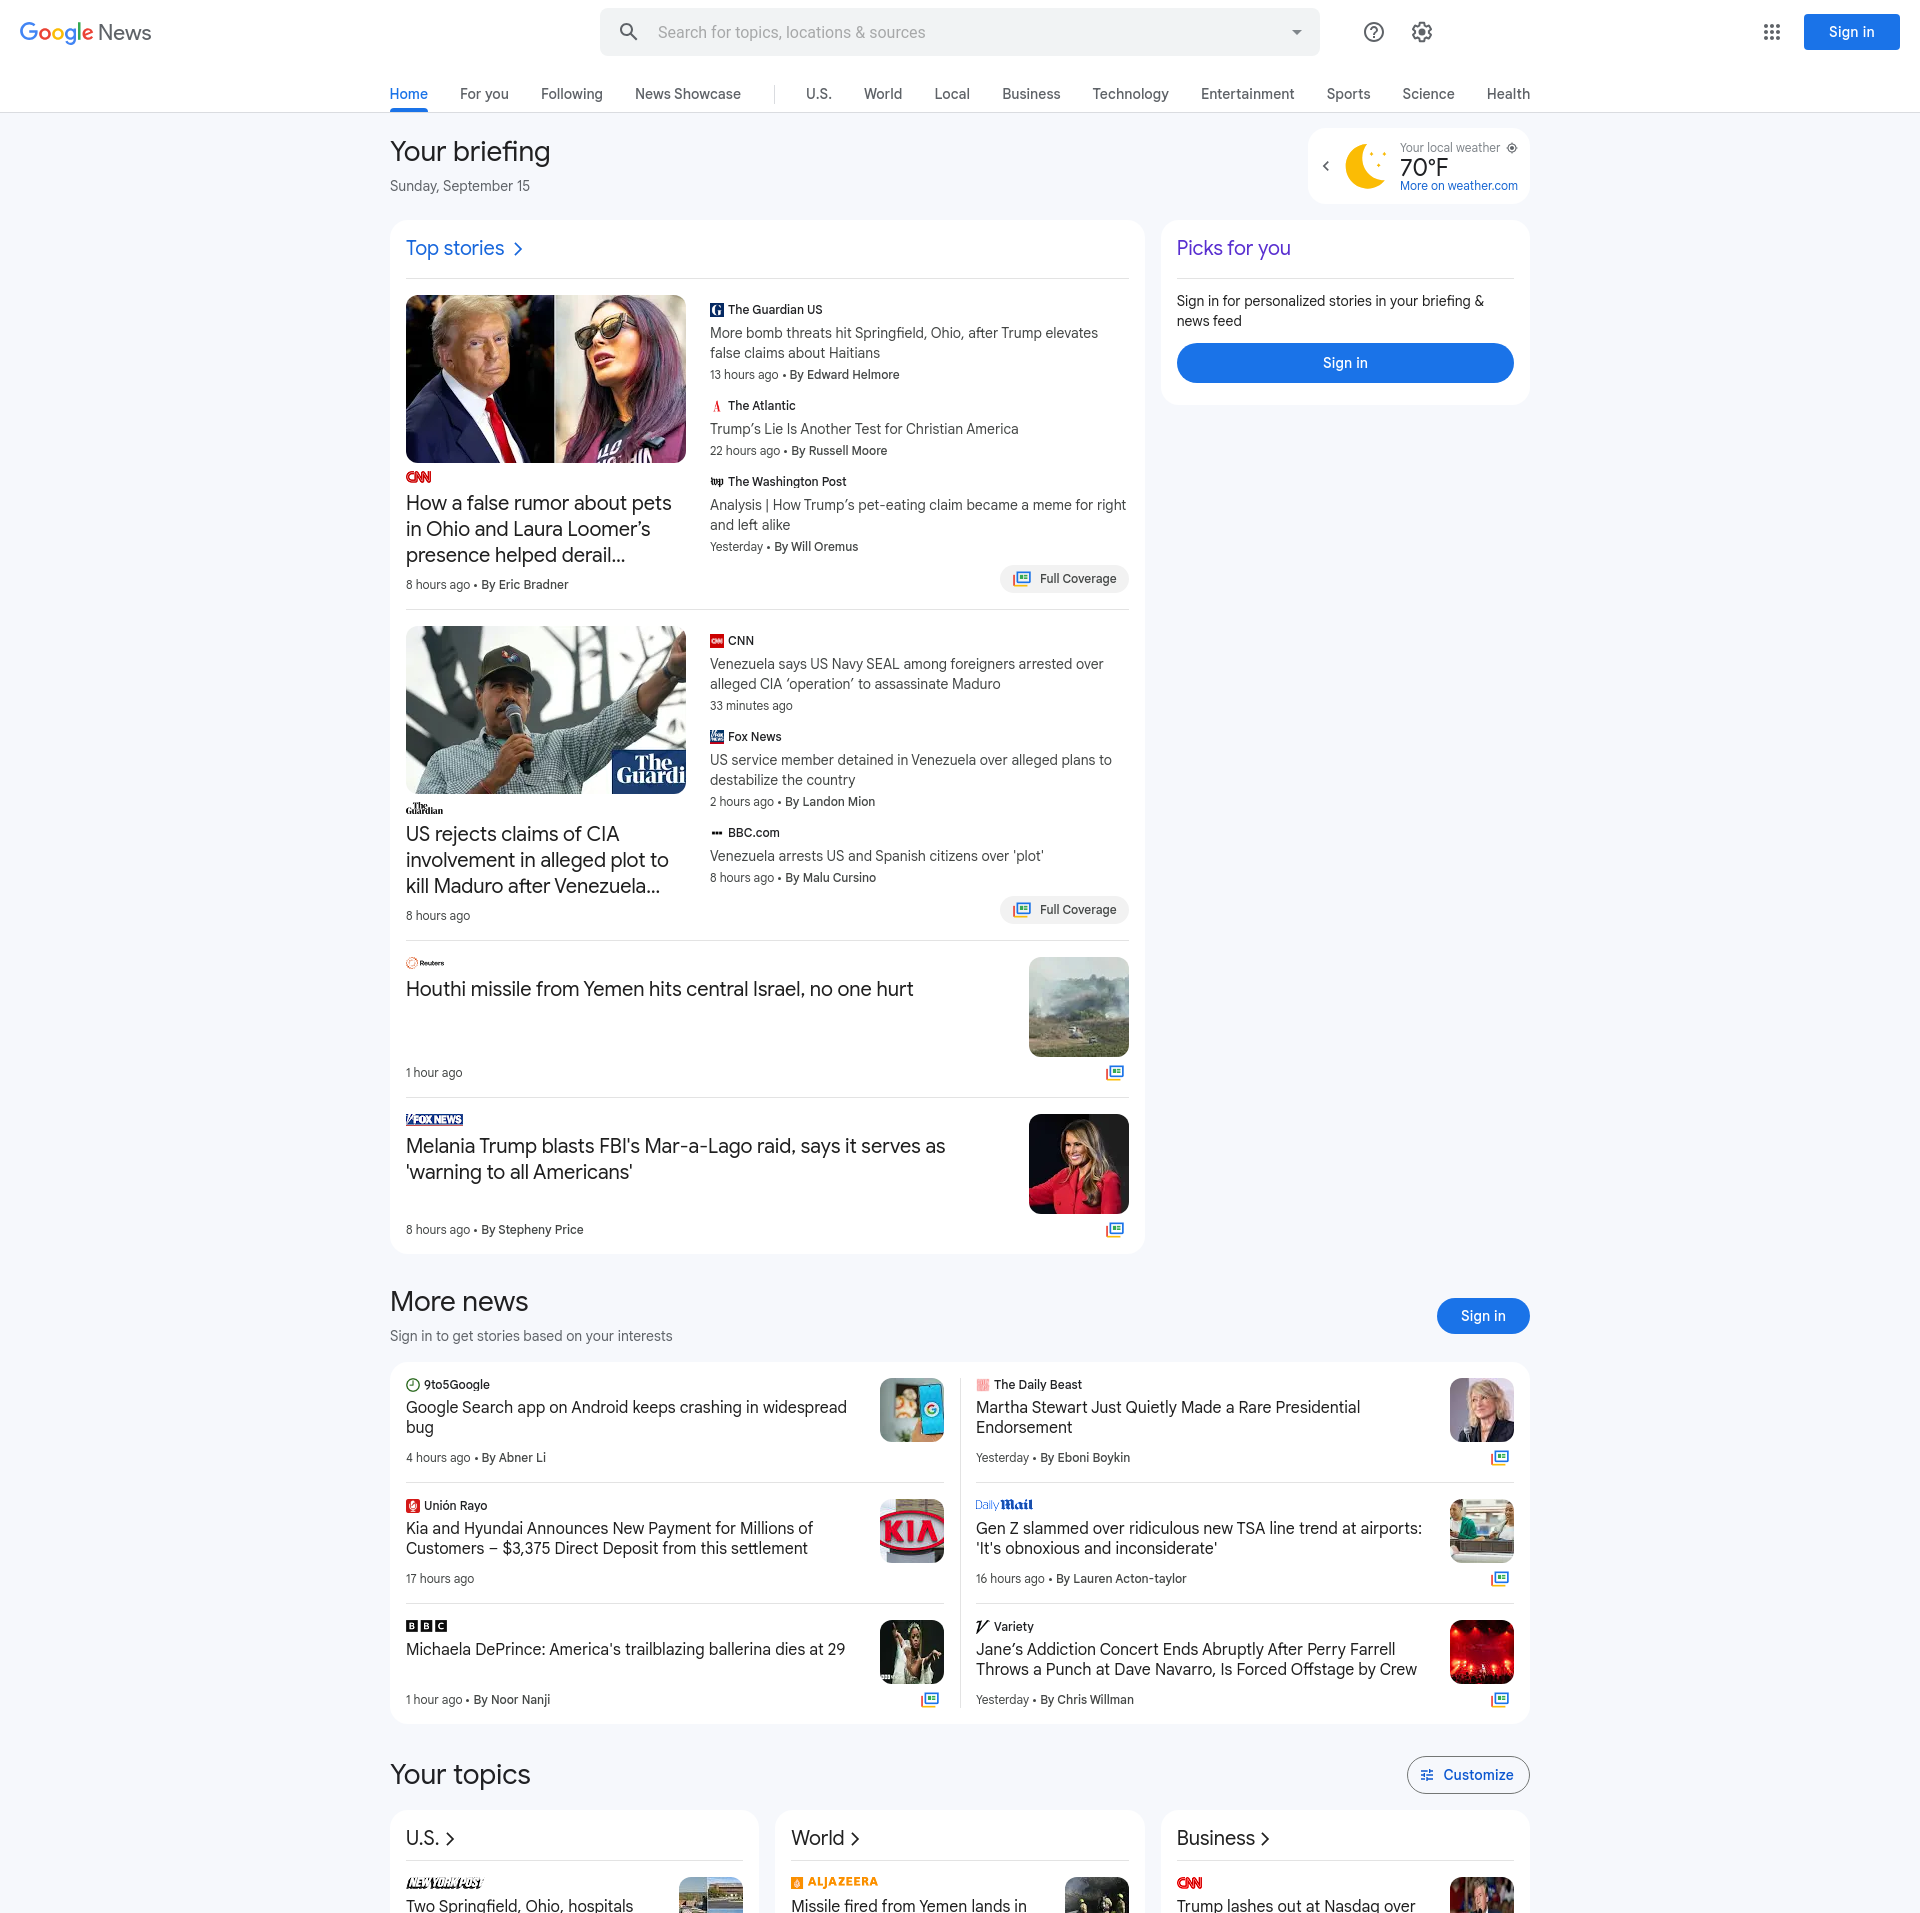 Google News
Search for topics, locations & sources
Sign in
Home
For you
Following
News Showcase
U.S.
World
Local
Business
Technology
Entertainment
Sports
Science
Health
Your briefing
Sunday, September 15
Your local weather
70°F
More on weather.com
Top stories
CNN
How a false rumor about pets
in Ohio and Laura Loomer’s
presence helped derail...
8 hours ago • By Eric Bradner
The Guardian US
More bomb threats hit Springfield, Ohio, after Trump elevates
false claims about Haitians
13 hours ago • By Edward Helmore
The Atlantic
Trump’s Lie Is Another Test for Christian America
22 hours ago • By Russell Moore
The Washington Post
Analysis | How Trump’s pet-eating claim became a meme for right
and left alike
Yesterday • By Will Oremus
Full Coverage
The
Guardi
The
Guardian
US rejects claims of CIA
involvement in alleged plot to
kill Maduro after Venezuela...
8 hours ago
CNN
Venezuela says US Navy SEAL among foreigners arrested over
alleged CIA ‘operation’ to assassinate Maduro
33 minutes ago
Fox News
US service member detained in Venezuela over alleged plans to
destabilize the country
2 hours ago • By Landon Mion
BBC.com
Venezuela arrests US and Spanish citizens over 'plot'
8 hours ago • By Malu Cursino
Full Coverage
Reuters
Houthi missile from Yemen hits central Israel, no one hurt
1 hour ago
FOX NEWS
Melania Trump blasts FBI's Mar-a-Lago raid, says it serves as
'warning to all Americans'
8 hours ago • By Stepheny Price
Picks for you
Sign in for personalized stories in your briefing &
news feed
Sign in
More news
Sign in to get stories based on your interests
Sign in
9to5Google
Google Search app on Android keeps crashing in widespread
bug
4 hours ago • By Abner Li
Unión Rayo
Kia and Hyundai Announces New Payment for Millions of
Customers – $3,375 Direct Deposit from this settlement
17 hours ago
KIA
BBC
Michaela DePrince: America's trailblazing ballerina dies at 29
1 hour ago • By Noor Nanji
The Daily Beast
Martha Stewart Just Quietly Made a Rare Presidential
Endorsement
Yesterday • By Eboni Boykin
Daily Mail
Gen Z slammed over ridiculous new TSA line trend at airports:
'It's obnoxious and inconsiderate'
16 hours ago • By Lauren Acton-taylor
Variety
Jane’s Addiction Concert Ends Abruptly After Perry Farrell
Throws a Punch at Dave Navarro, Is Forced Offstage by Crew
Yesterday • By Chris Willman
Your topics
Customize
U.S.
NEW YORK POST
Two Springfield, Ohio, hospitals
World
ALJAZEERA
Missile fired from Yemen lands in
Business
CNN
Trump lashes out at Nasdaq over